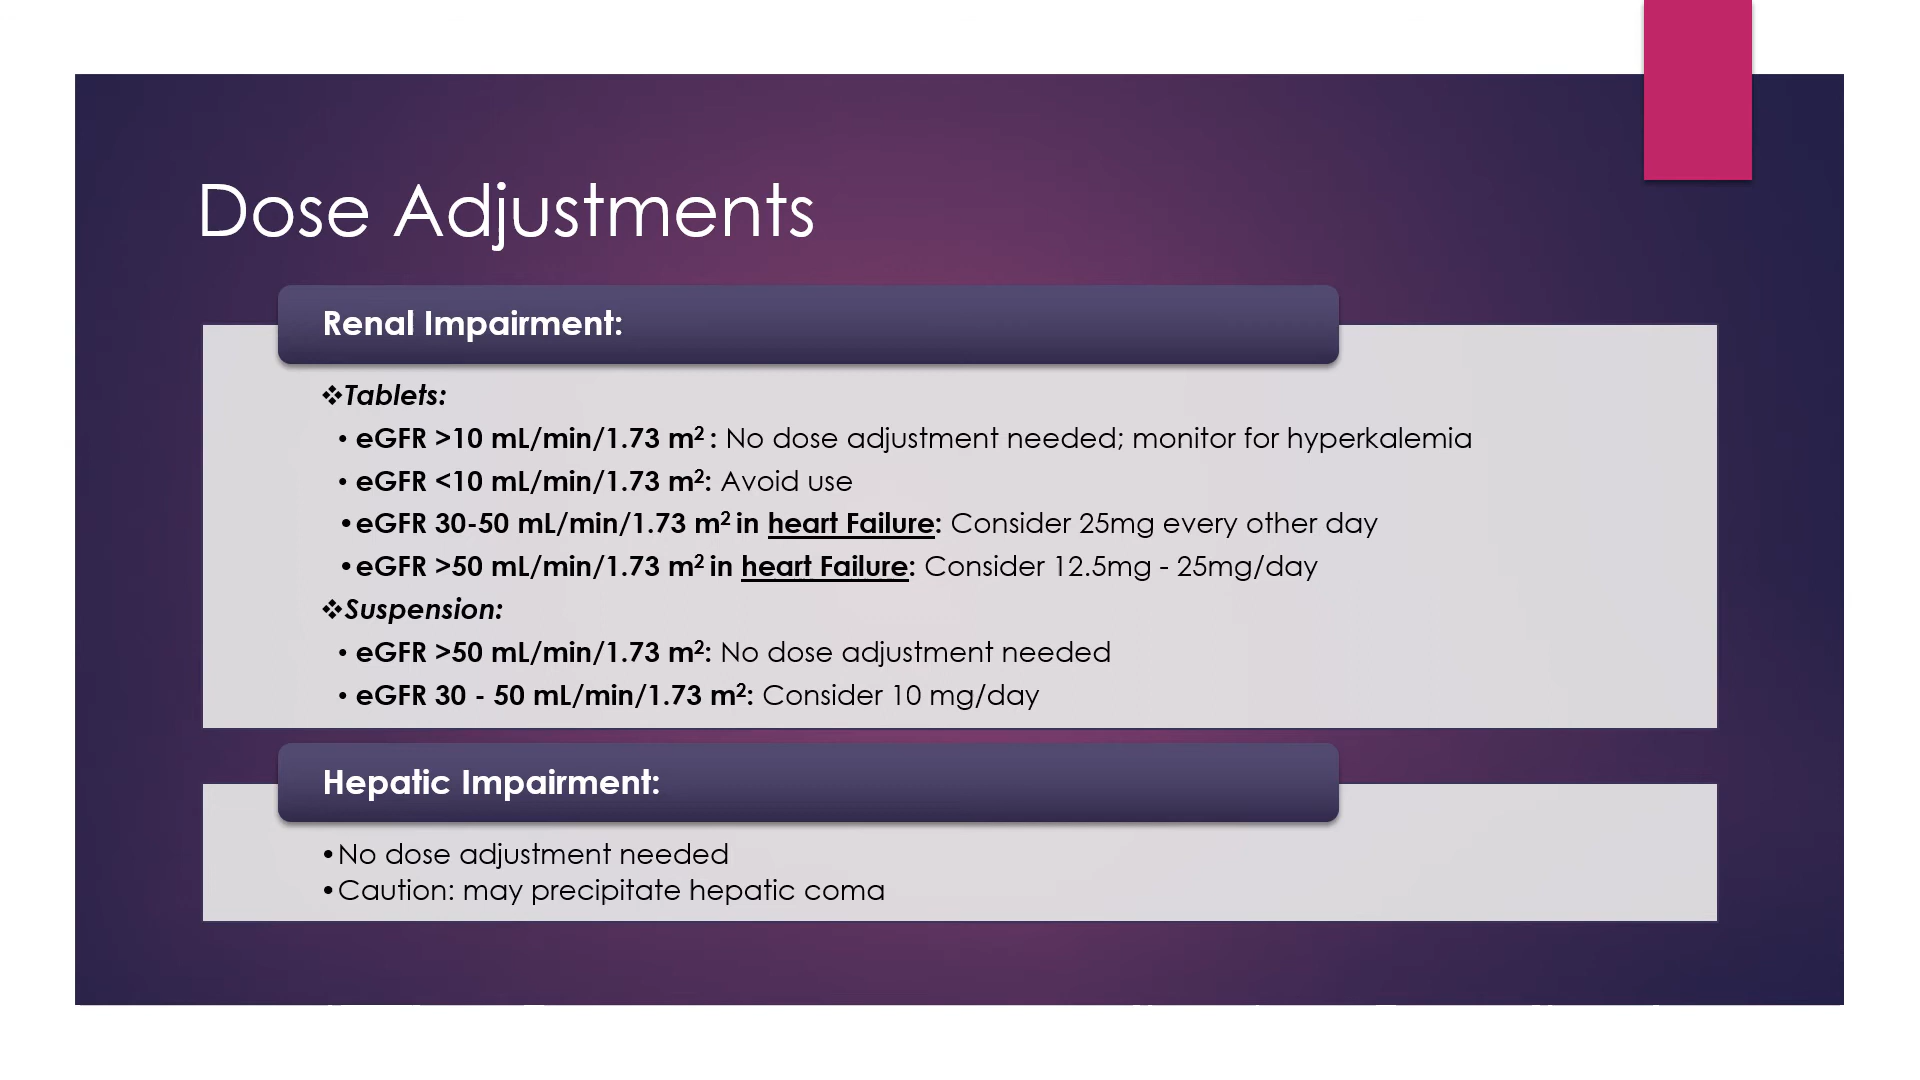 Dose Adjustments
Renal Impairment:
❖Tablets:
• eGFR >10 mL/min/1.73 m² : No dose adjustment needed; monitor for hyperkalemia
• eGFR <10 mL/min/1.73 m²: Avoid use
•eGFR 30-50 mL/min/1.73 m² in heart Failure: Consider 25mg every other day
•eGFR >50 mL/min/1.73 m² in heart Failure: Consider 12.5mg - 25mg/day
❖Suspension:
• eGFR >50 mL/min/1.73 m²: No dose adjustment needed
• eGFR 30 - 50 mL/min/1.73 m²: Consider 10 mg/day
Hepatic Impairment:
•No dose adjustment needed
•Caution: may precipitate hepatic coma